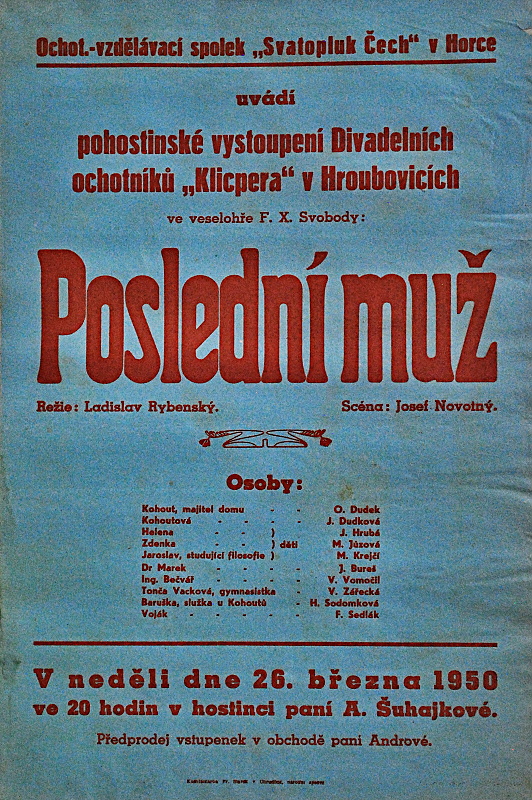 Ochot.-vzdělávací spolek „Svatopluk Čech“ v Horce
uvádí
pohostinské vystoupení Divadelních
ochotníků „Klicpera“ v Hroubovicích
ve veselohře F. X. Svobody:
Poslední muž
Režie: Ladislav Rybenský. Scéna: Josef Novotný.
Osoby:
Kohout, majitel domu - - O. Dudek
Kohoutová - - - - - J. Dudková
Helena - - ) J. Hrubá
Zdenka - - ) děti M. Jůzová
Jaroslav, studující filosofie ) M. Krejčí
Dr Marek - - - - - J. Bureš
Ing. Bečvář - - - - - V. Vomočil
Tonča Vacková, gymnasistka - V. Zářecká
Baruška, služka u Kohoutů - H. Sodomková
Voják - - - - - F. Sedlák
V neděli dne 26. března 1950
ve 20 hodin v hostinci paní A. Šuhajkové.
Předprodej vstupenek v obchodě paní Andrové.